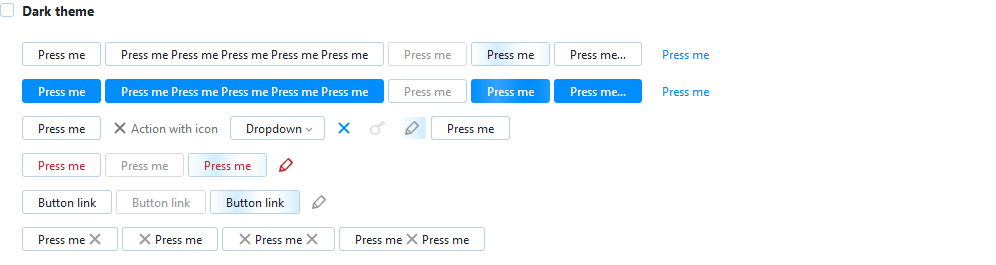 Dark theme
Press me Press me Press me Press me Press me Press me Press me Press me Press me... Press me
Press me Press me Press me Press me Press me Press me Press me Press me Press me... Press me
Press me Action with icon Dropdown Press me
Press me Press me Press me
Button link Button link Button link
Press me Press me Press me Press me Press me